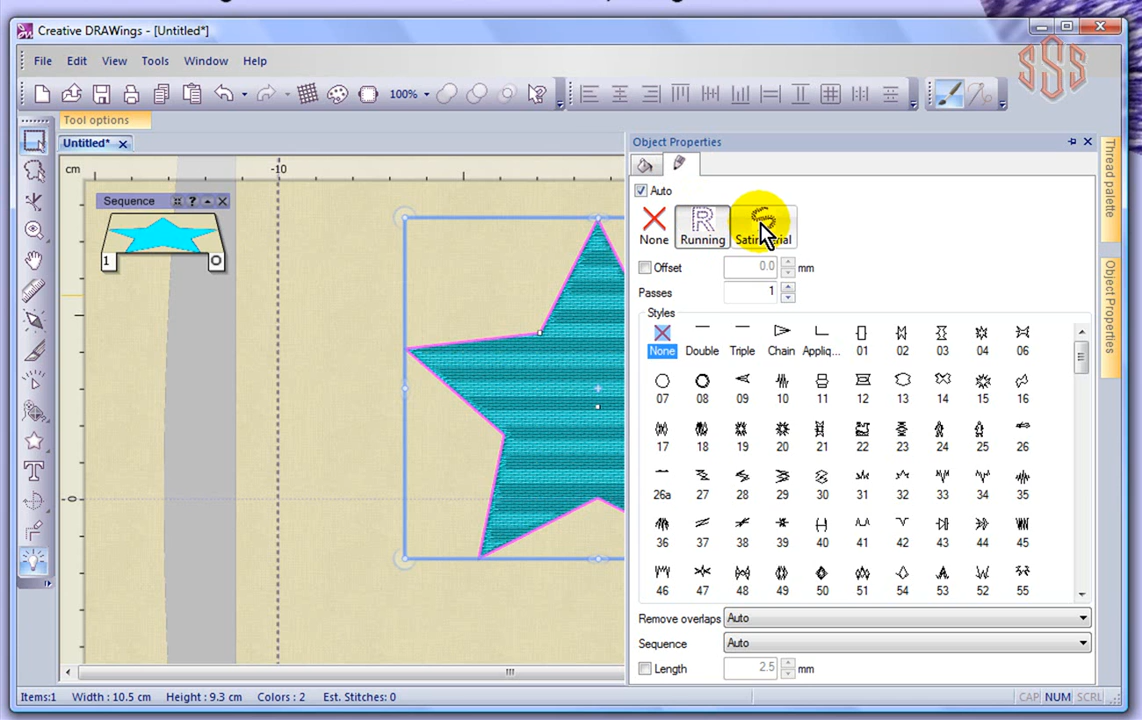 Creative DRAWings - [Untitled*]
SSS
File Edit View Tools Window Help
100%
Tool options
Untitled*
cm -10
Object Properties
Sequence ?
1
Auto
None Running Satin Serial
Offset 0.0 mm
Passes 1
Styles
None Double Triple Chain Appliq... 01 02 03 04 06
07 08 09 10 11 12 13 14 15 16
17 18 19 20 21 22 23 24 25 26
26a 27 28 29 30 31 32 33 34 35
36 37 38 39 40 41 42 43 44 45
46 47 48 49 50 51 54 53 52 55
0
Remove overlaps Auto
Sequence Auto
Length 2.5 mm
Thread palette
Object Properties
Items:1 Width : 10.5 cm Height : 9.3 cm Colors : 2 Est. Stitches: 0 CAP NUM SCRL